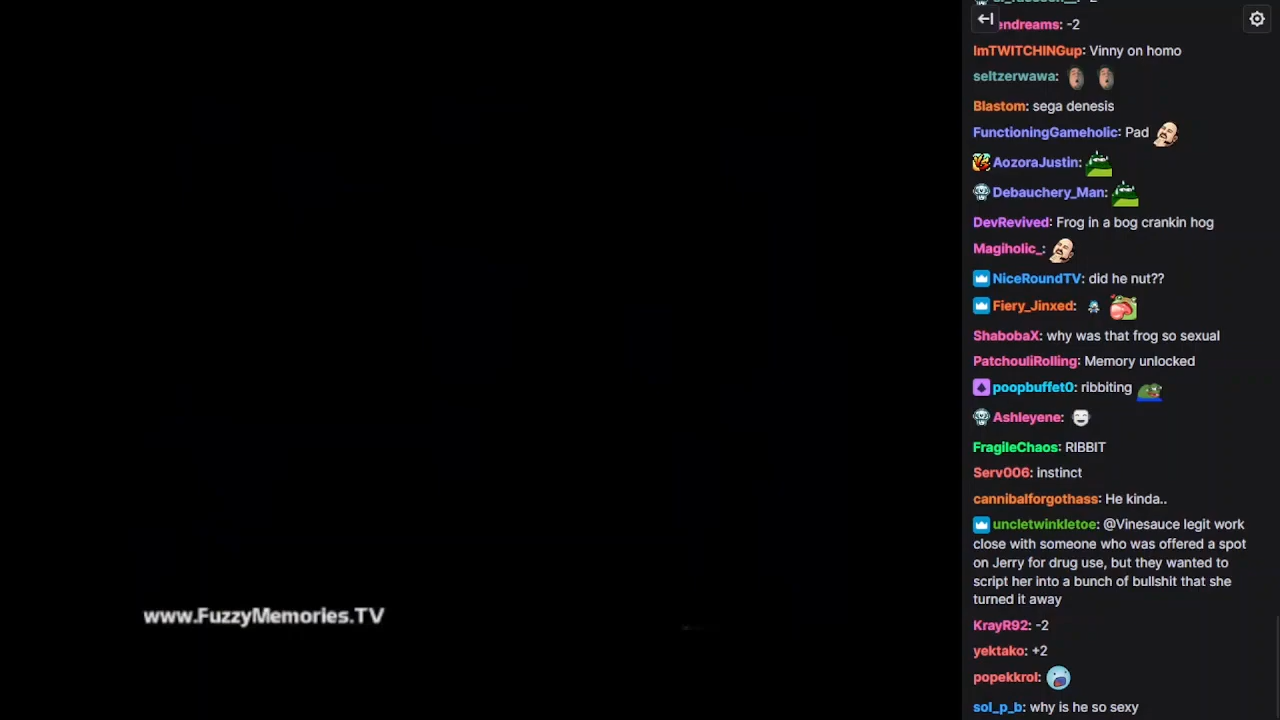 endreams: -2
ImTWITCHINGup: Vinny on homo
seltzerwawa:
Blastom: sega denesis
FunctioningGameholic: Pad
AozoraJustin:
Debauchery_Man:
DevRevived: Frog in a bog crankin hog
Magiholic_:
NiceRoundTV: did he nut??
Fiery_Jinxed:
ShabobaX: why was that frog so sexual
PatchouliRolling: Memory unlocked
poopbuffet0: ribbiting
Ashleyene:
FragileChaos: RIBBIT
Serv006: instinct
cannibalforgothass: He kinda..
uncletwinkletoe: @Vinesauce legit work
close with someone who was offered a spot
on Jerry for drug use, but they wanted to
script her into a bunch of bullshit that she
turned it away
KrayR92: -2
yektako: +2
popekkrol:
sol_p_b: why is he so sexy
www.FuzzyMemories.TV